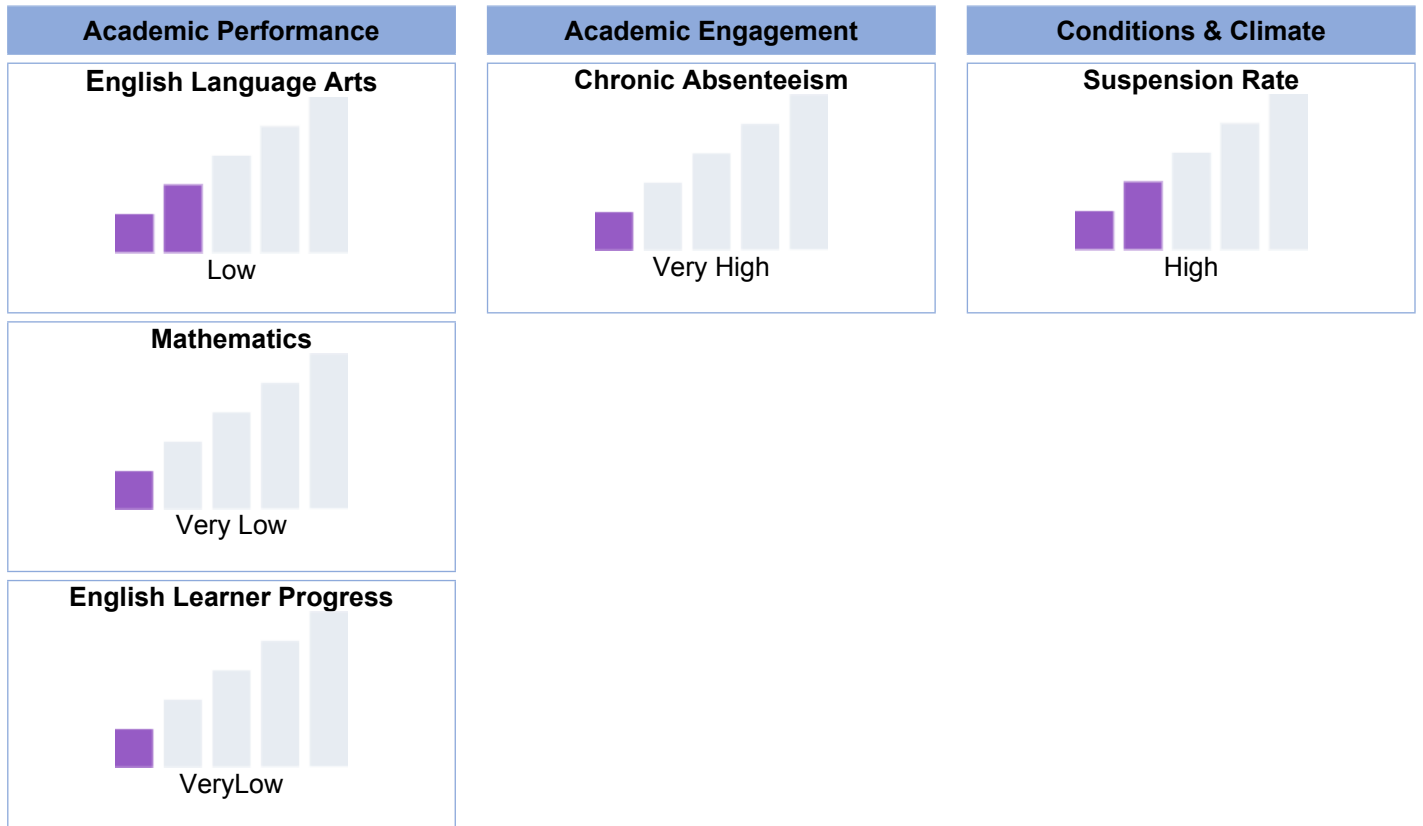 Academic Performance
Academic Engagement
Conditions & Climate
English Language Arts
Low
Chronic Absenteeism
Very High
Suspension Rate
High
Mathematics
Very Low
English Learner Progress
VeryLow